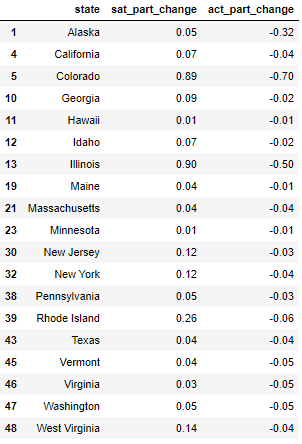 state sat_part_change act_part_change
1 Alaska 0.05 -0.32
4 California 0.07 -0.04
5 Colorado 0.89 -0.70
10 Georgia 0.09 -0.02
11 Hawaii 0.01 -0.01
12 Idaho 0.07 -0.02
13 Illinois 0.90 -0.50
19 Maine 0.04 -0.01
21 Massachusetts 0.04 -0.04
23 Minnesota 0.01 -0.01
30 New Jersey 0.12 -0.03
32 New York 0.12 -0.04
38 Pennsylvania 0.05 -0.03
39 Rhode Island 0.26 -0.06
43 Texas 0.04 -0.04
45 Vermont 0.04 -0.05
46 Virginia 0.03 -0.05
47 Washington 0.05 -0.05
48 West Virginia 0.14 -0.04